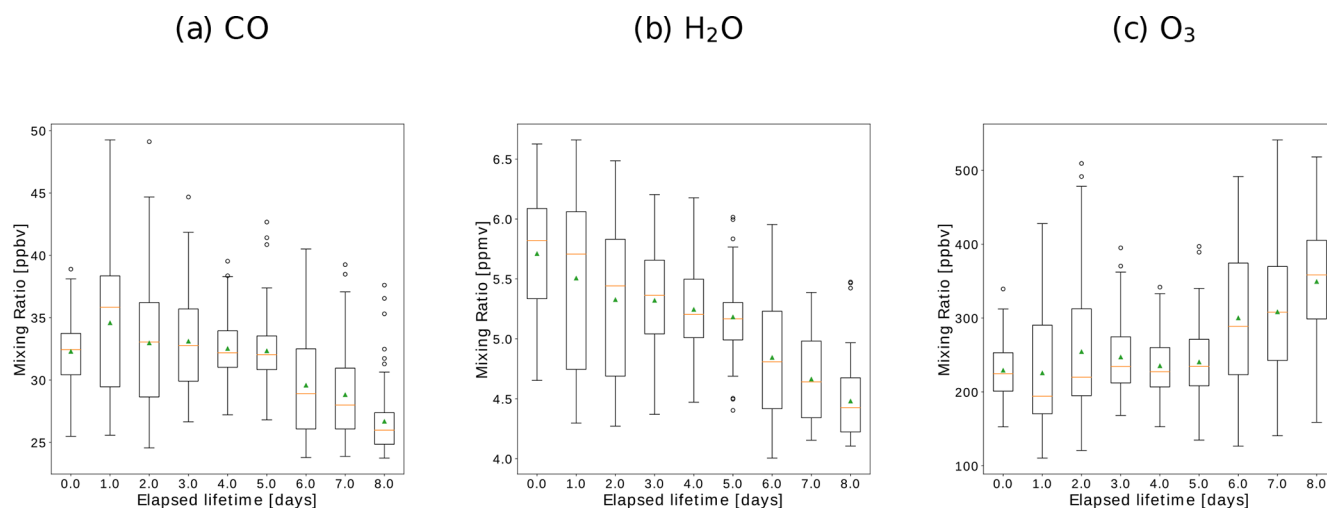 (a) CO
(b) H₂O
(c) O₃
Mixing Ratio [ppbv]
50
45
40
35
30
25
0.0 1.0 2.0 3.0 4.0 5.0 6.0 7.0 8.0
Elapsed lifetime [days]
Mixing Ratio [ppmv]
6.5
6.0
5.5
5.0
4.5
4.0
0.0 1.0 2.0 3.0 4.0 5.0 6.0 7.0 8.0
Elapsed lifetime [days]
Mixing Ratio [ppbv]
500
400
300
200
100
0.0 1.0 2.0 3.0 4.0 5.0 6.0 7.0 8.0
Elapsed lifetime [days]